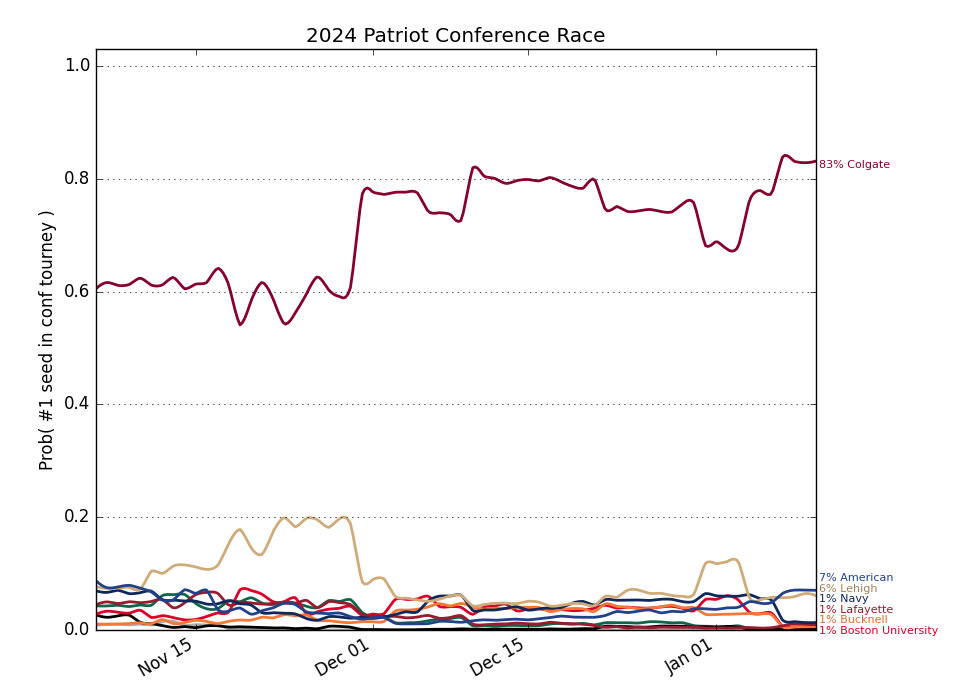 2024 Patriot Conference Race
Prob( #1 seed in conf tourney )
1.0
0.8
0.6
0.4
0.2
0.0
Nov 15
Dec 01
Dec 15
Jan 01
83% Colgate
7% American
6% Lehigh
1% Navy
1% Lafayette
1% Bucknell
1% Boston University